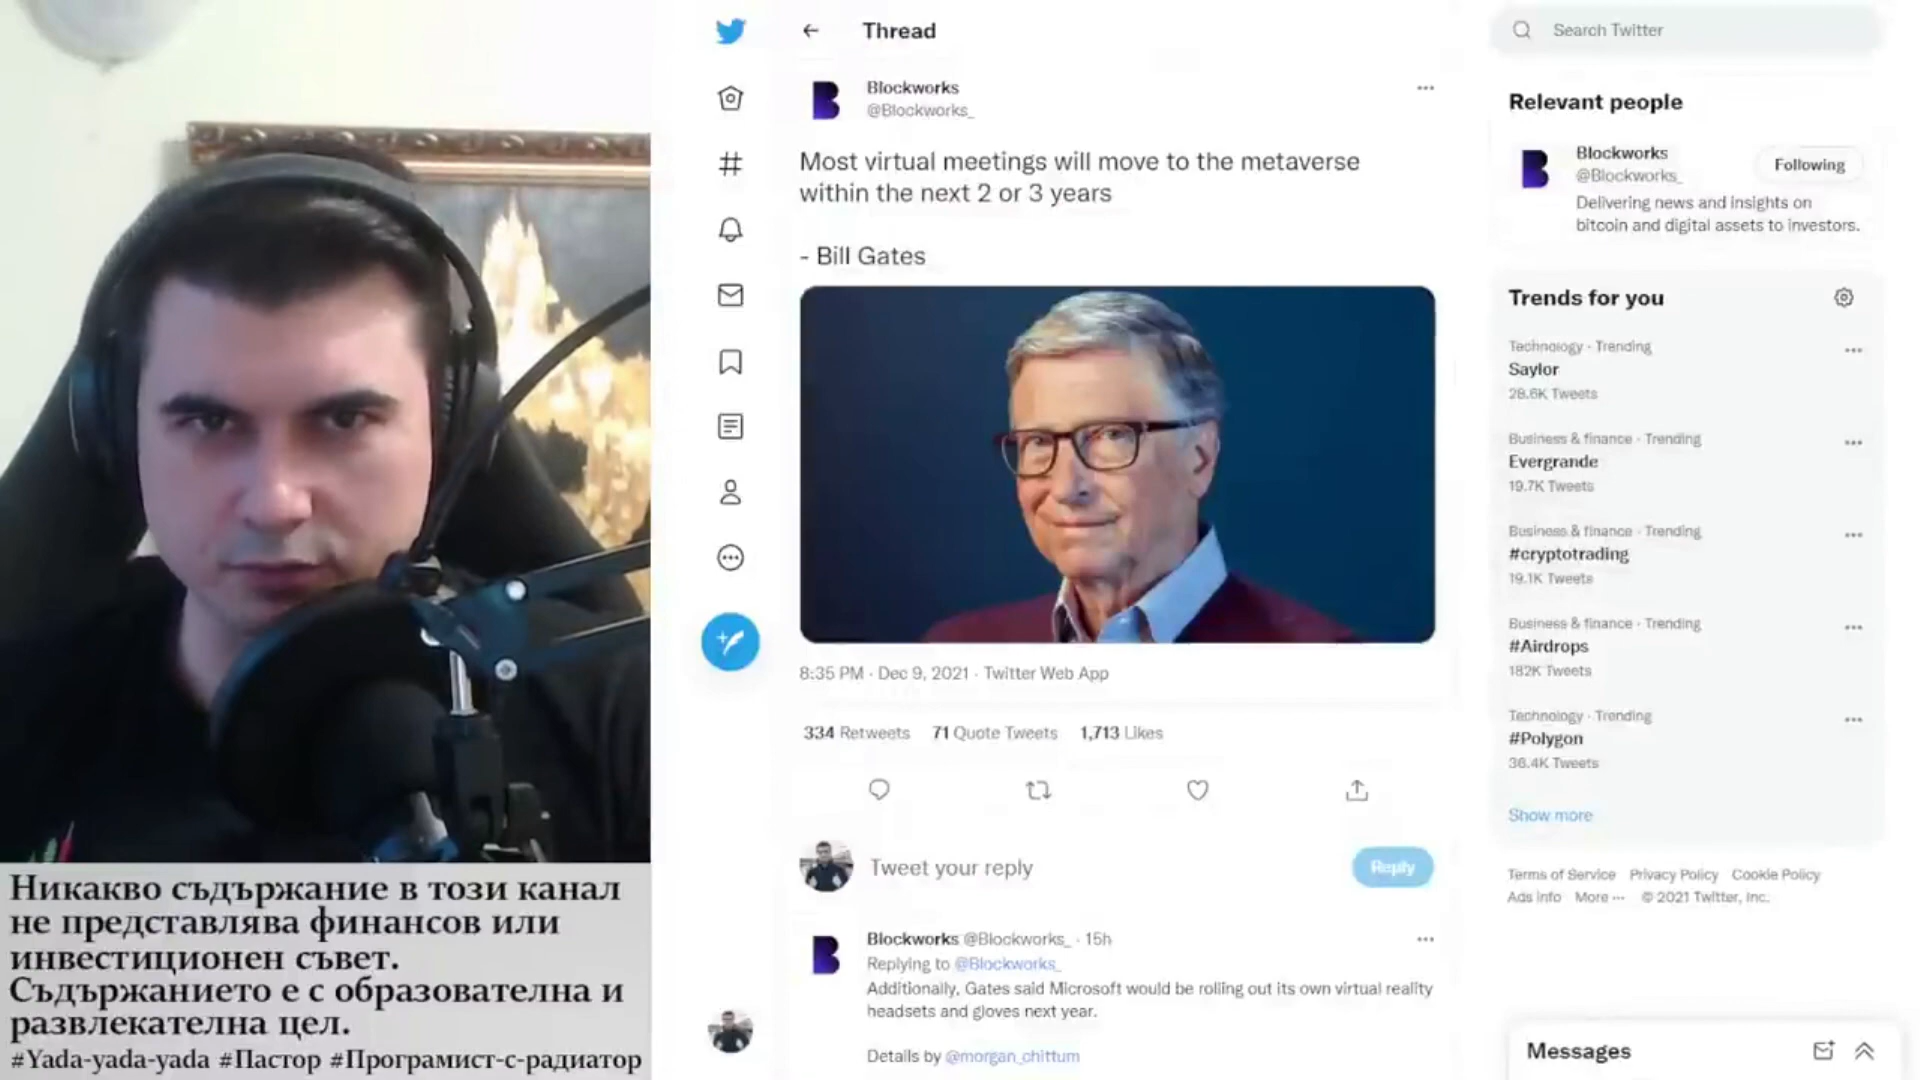 Thread
Blockworks
@Blockworks_
Most virtual meetings will move to the metaverse
within the next 2 or 3 years
- Bill Gates
8:35 PM · Dec 9, 2021 · Twitter Web App
334 Retweets 71 Quote Tweets 1,713 Likes
Tweet your reply
Reply
Blockworks @Blockworks_ · 15h
Replying to @Blockworks_
Additionally, Gates said Microsoft would be rolling out its own virtual reality
headsets and gloves next year.
Details by @morgan_chittum
Search Twitter
Relevant people
Blockworks
@Blockworks_
Following
Delivering news and insights on
bitcoin and digital assets to investors.
Trends for you
Technology · Trending
Saylor
28.6K Tweets
Business & finance · Trending
Evergrande
19.7K Tweets
Business & finance · Trending
#cryptotrading
19.1K Tweets
Business & finance · Trending
#Airdrops
182K Tweets
Technology · Trending
#Polygon
36.4K Tweets
Show more
Terms of Service Privacy Policy Cookie Policy
Ads info More ··· © 2021 Twitter, Inc.
Messages
Никакво съдържание в този канал
не представлява финансов или
инвестиционен съвет.
Съдържанието е с образователна и
развлекателна цел.
#Yada-yada-yada #Пастор #Програмист-с-радиатор